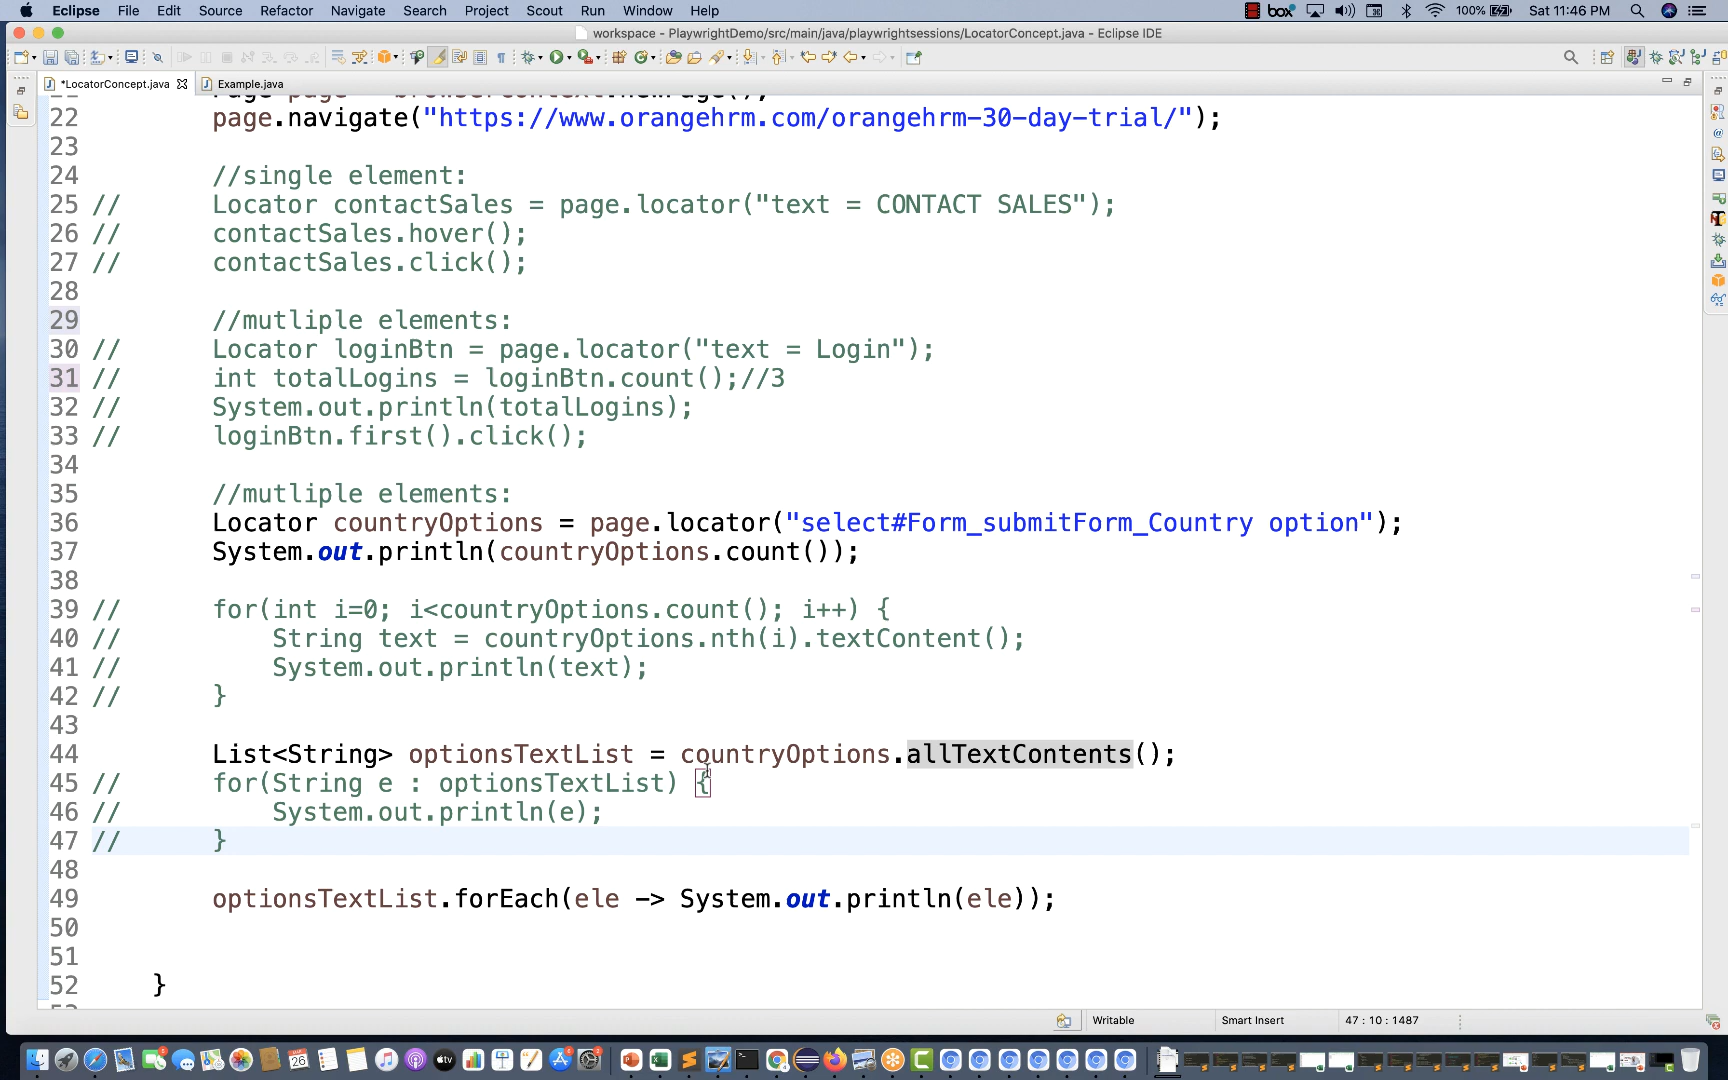 Eclipse File Edit Source Refactor Navigate Search Project Scout Run Window Help box 100% Sat 11:46 PM
workspace - PlaywrightDemo/src/main/java/playwrightsessions/LocatorConcept.java - Eclipse IDE
*LocatorConcept.java Example.java
22 page.navigate("https://www.orangehrm.com/orangehrm-30-day-trial/");
23
24 //single element:
25 // Locator contactSales = page.locator("text = CONTACT SALES");
26 // contactSales.hover();
27 // contactSales.click();
28
29 //mutliple elements:
30 // Locator loginBtn = page.locator("text = Login");
31 // int totalLogins = loginBtn.count();//3
32 // System.out.println(totalLogins);
33 // loginBtn.first().click();
34
35 //mutliple elements:
36 Locator countryOptions = page.locator("select#Form_submitForm_Country option");
37 System.out.println(countryOptions.count());
38
39 // for(int i=0; i<countryOptions.count(); i++) {
40 // String text = countryOptions.nth(i).textContent();
41 // System.out.println(text);
42 // }
43
44 List<String> optionsTextList = countryOptions.allTextContents();
45 // for(String e : optionsTextList) {
46 // System.out.println(e);
47 // }
48
49 optionsTextList.forEach(ele -> System.out.println(ele));
50
51
52 }
Writable Smart Insert 47 : 10 : 1487